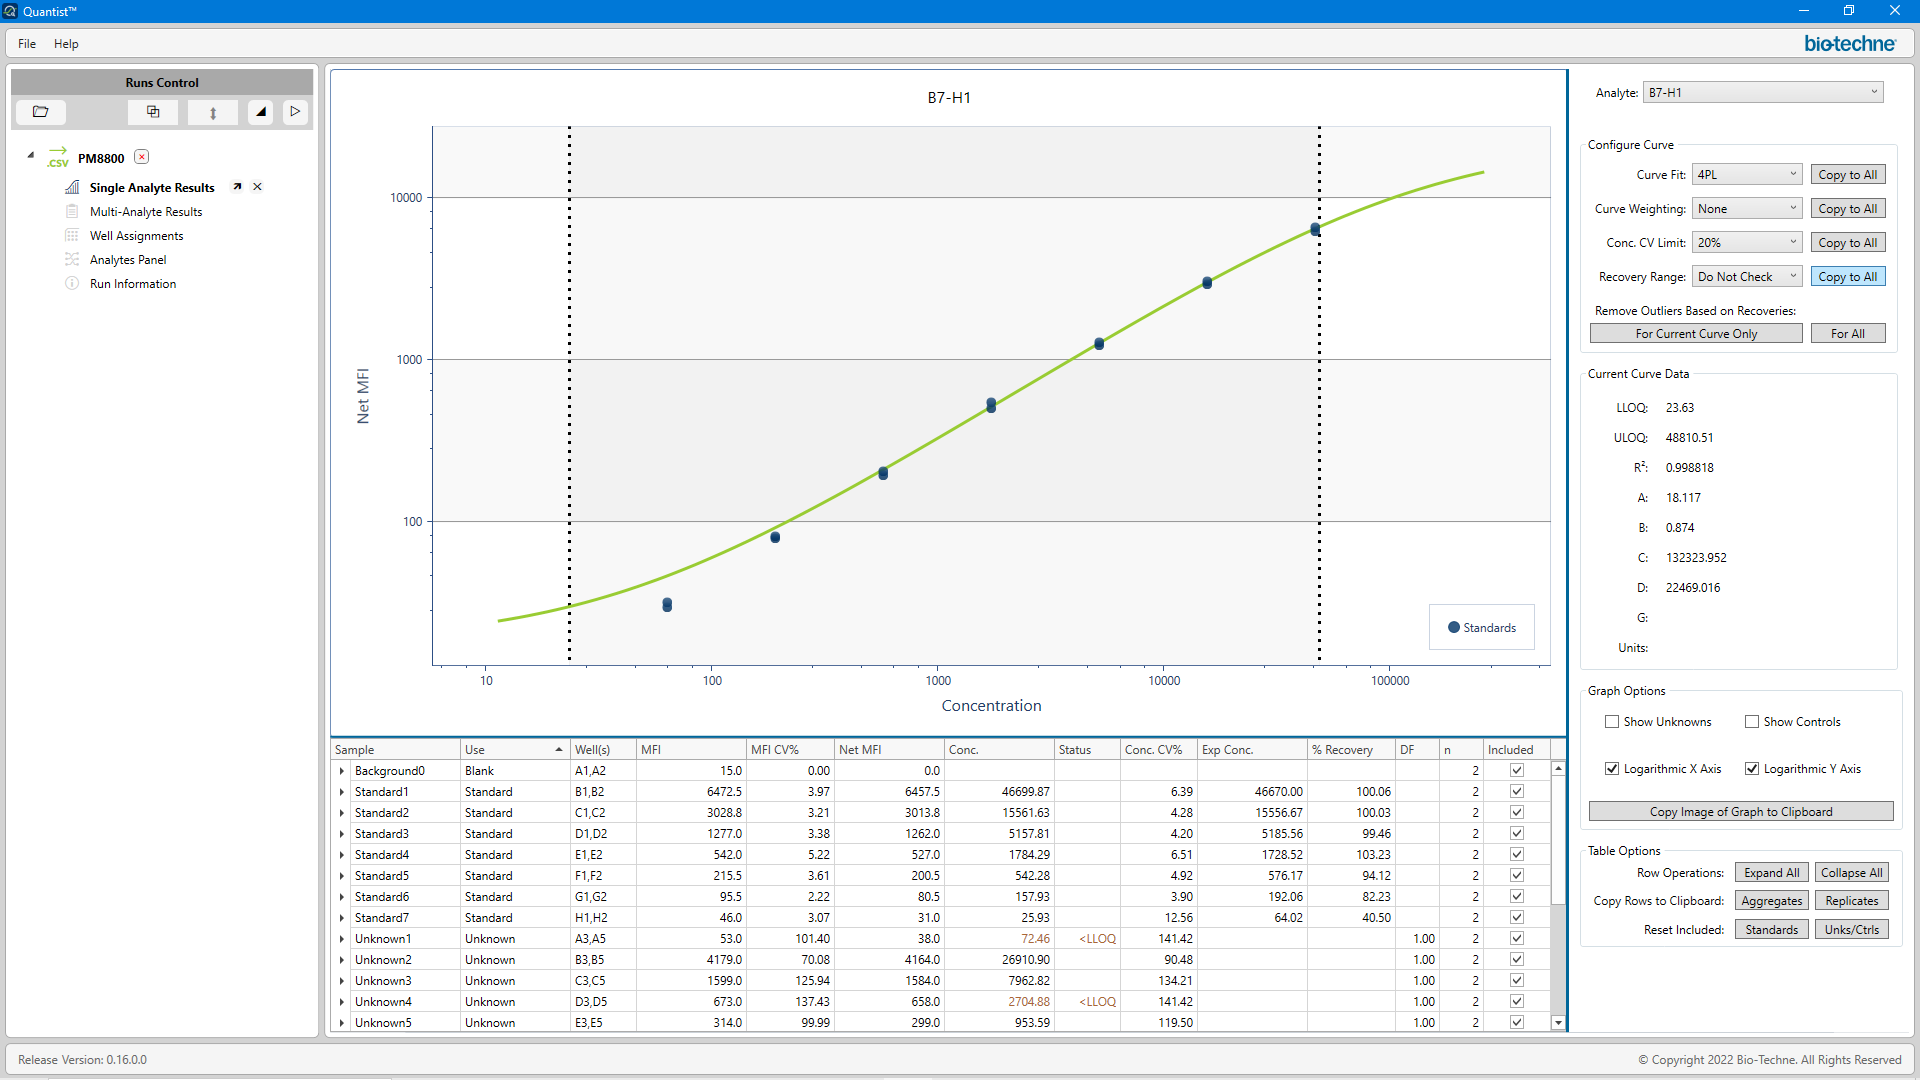 Quantist™
File Help
bio-techne
Runs Control
.CSV PM8800
Single Analyte Results
Multi-Analyte Results
Well Assignments
Analytes Panel
Run Information
B7-H1
10000
1000
100
Net MFI
10 100 1000 10000 100000
Concentration
Standards
Sample Use Well(s) MFI MFI CV% Net MFI Conc. Status Conc. CV% Exp Conc. % Recovery DF n Included
Background0 Blank A1,A2 15.0 0.00 0.0 2
Standard1 Standard B1,B2 6472.5 3.97 6457.5 46699.87 6.39 46670.00 100.06 2
Standard2 Standard C1,C2 3028.8 3.21 3013.8 15561.63 4.28 15556.67 100.03 2
Standard3 Standard D1,D2 1277.0 3.38 1262.0 5157.81 4.20 5185.56 99.46 2
Standard4 Standard E1,E2 542.0 5.22 527.0 1784.29 6.51 1728.52 103.23 2
Standard5 Standard F1,F2 215.5 3.61 200.5 542.28 4.92 576.17 94.12 2
Standard6 Standard G1,G2 95.5 2.22 80.5 157.93 3.90 192.06 82.23 2
Standard7 Standard H1,H2 46.0 3.07 31.0 25.93 12.56 64.02 40.50 2
Unknown1 Unknown A3,A5 53.0 101.40 38.0 72.46 <LLOQ 141.42 1.00 2
Unknown2 Unknown B3,B5 4179.0 70.08 4164.0 26910.90 90.48 1.00 2
Unknown3 Unknown C3,C5 1599.0 125.94 1584.0 7962.82 134.21 1.00 2
Unknown4 Unknown D3,D5 673.0 137.43 658.0 2704.88 <LLOQ 141.42 1.00 2
Unknown5 Unknown E3,E5 314.0 99.99 299.0 953.59 119.50 1.00 2
Analyte: B7-H1
Configure Curve
Curve Fit: 4PL Copy to All
Curve Weighting: None Copy to All
Conc. CV Limit: 20% Copy to All
Recovery Range: Do Not Check Copy to All
Remove Outliers Based on Recoveries:
For Current Curve Only For All
Current Curve Data
LLOQ: 23.63
ULOQ: 48810.51
R²: 0.998818
A: 18.117
B: 0.874
C: 132323.952
D: 22469.016
G:
Units:
Graph Options
Show Unknowns Show Controls
Logarithmic X Axis Logarithmic Y Axis
Copy Image of Graph to Clipboard
Table Options
Row Operations: Expand All Collapse All
Copy Rows to Clipboard: Aggregates Replicates
Reset Included: Standards Unks/Ctrls
Release Version: 0.16.0.0
© Copyright 2022 Bio-Techne. All Rights Reserved